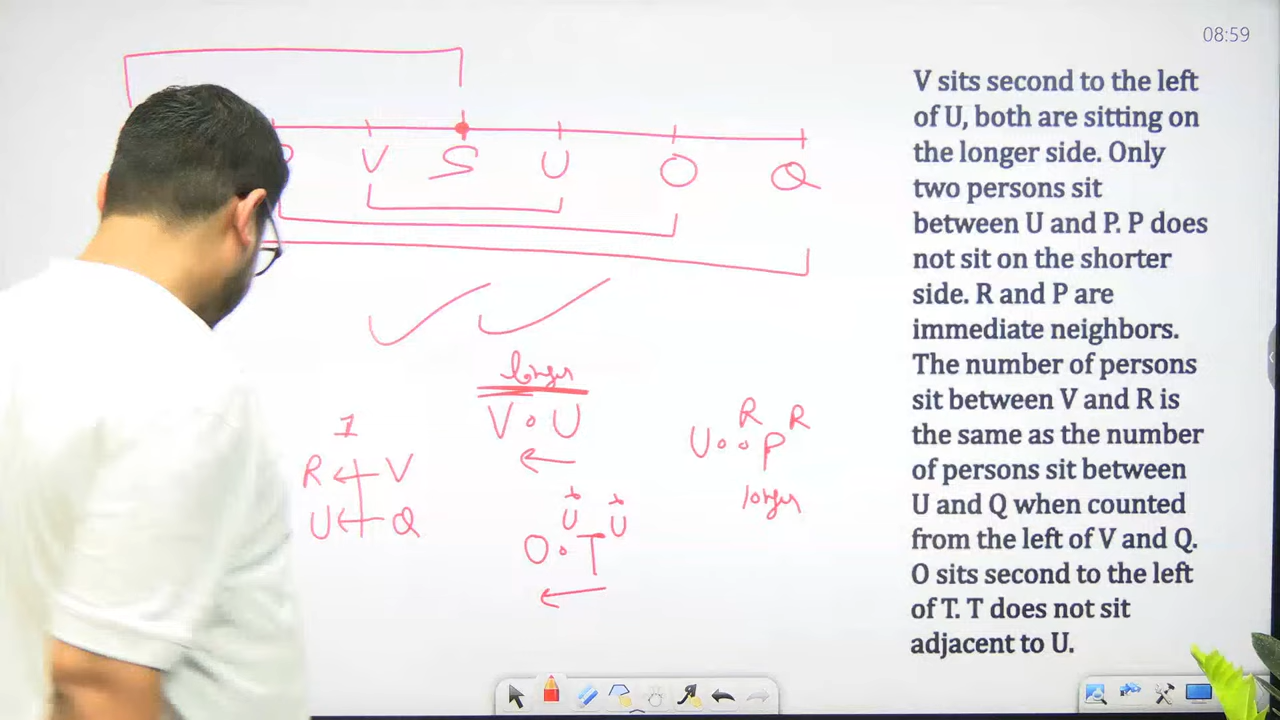 08:59
V S U O Q
V sits second to the left
of U, both are sitting on
the longer side. Only
two persons sit
between U and P. P does
not sit on the shorter
side. R and P are
immediate neighbors.
The number of persons
sit between V and R is
the same as the number
of persons sit between
U and Q when counted
from the left of V and Q.
O sits second to the left
of T. T does not sit
adjacent to U.
longer
V U
1
R V
U Q
R R
U P
longer
U U
O T